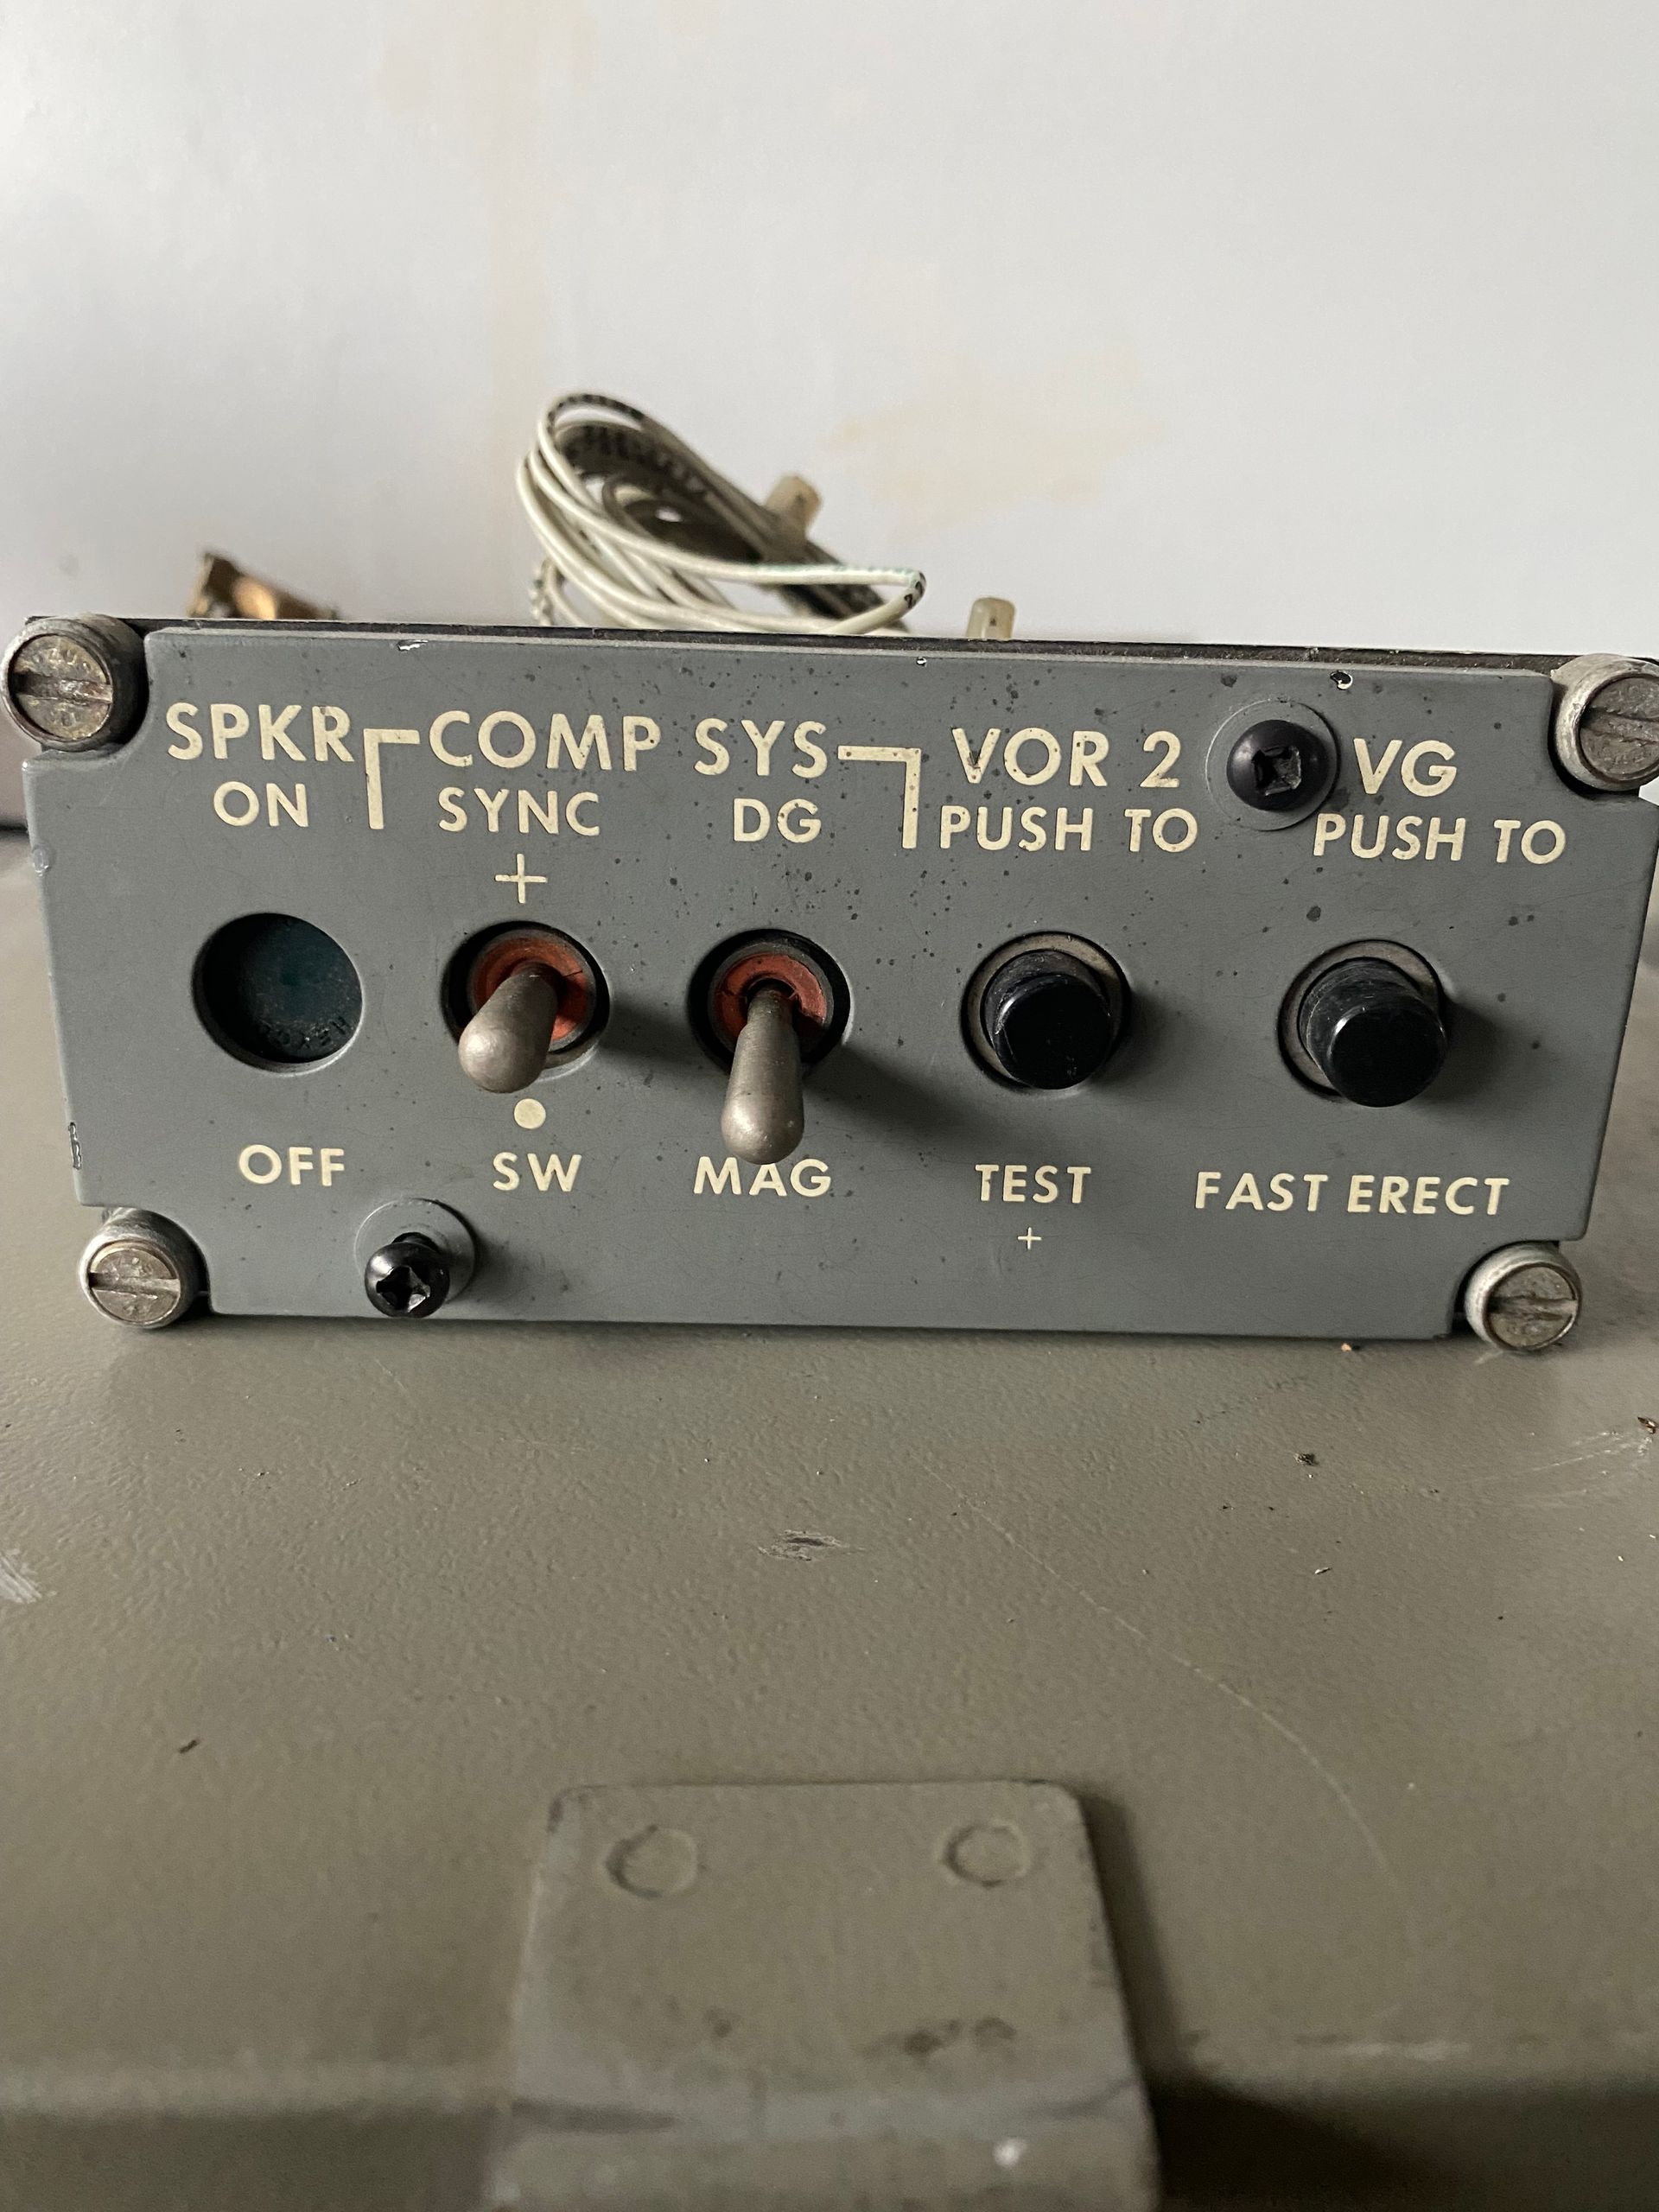 SPKR COMP SYS VOR 2 VG
ON SYNC DG PUSH TO PUSH TO
+
OFF SW MAG TEST FAST ERECT
+